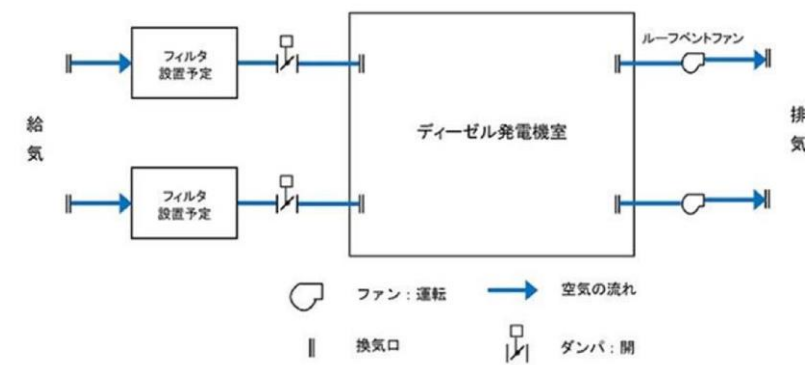 ルーフベントファン
フィルタ
設置予定
給
気
ディーゼル発電機室
排
気
フィルタ
設置予定
ファン：運転
空気の流れ
換気口
ダンパ：開